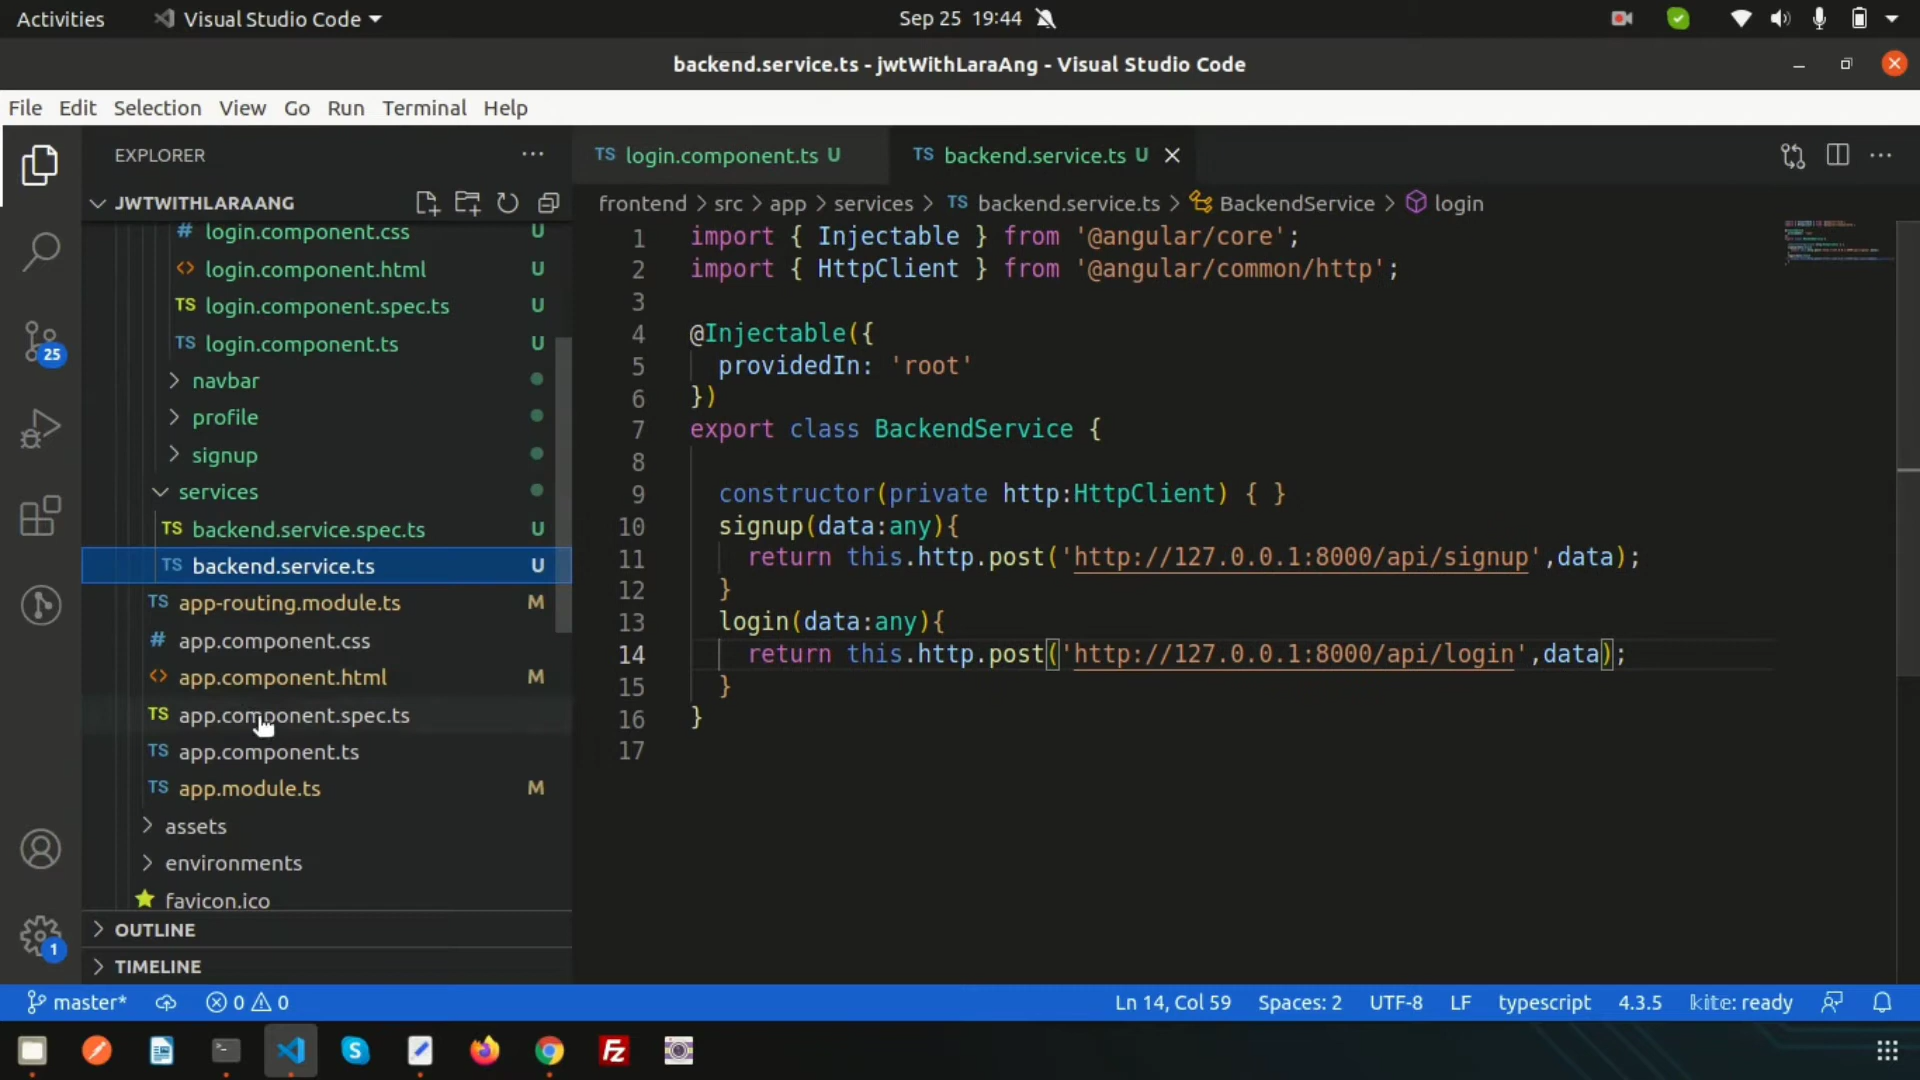 Activities
Visual Studio Code
Sep 25 19:44
backend.service.ts - jwtWithLaraAng - Visual Studio Code
File Edit Selection View Go Run Terminal Help
EXPLORER
JWTWITHLARAANG
login.component.css U
login.component.html U
TS login.component.spec.ts U
TS login.component.ts U
navbar
profile
signup
services
TS backend.service.spec.ts U
TS backend.service.ts U
TS app-routing.module.ts M
# app.component.css
<> app.component.html M
TS app.component.spec.ts
TS app.component.ts
TS app.module.ts M
assets
environments
favicon.ico
OUTLINE
TIMELINE
25
1
TS login.component.ts U
TS backend.service.ts U
frontend > src > app > services > TS backend.service.ts > BackendService > login
1 import { Injectable } from '@angular/core';
2 import { HttpClient } from '@angular/common/http';
3
4 @Injectable({
5 providedIn: 'root'
6 })
7 export class BackendService {
8
9 constructor(private http:HttpClient) { }
10 signup(data:any){
11 return this.http.post('http://127.0.0.1:8000/api/signup',data);
12 }
13 login(data:any){
14 return this.http.post('http://127.0.0.1:8000/api/login',data);
15 }
16 }
17
master* 0 0
Ln 14, Col 59 Spaces: 2 UTF-8 LF typescript 4.3.5 kite: ready